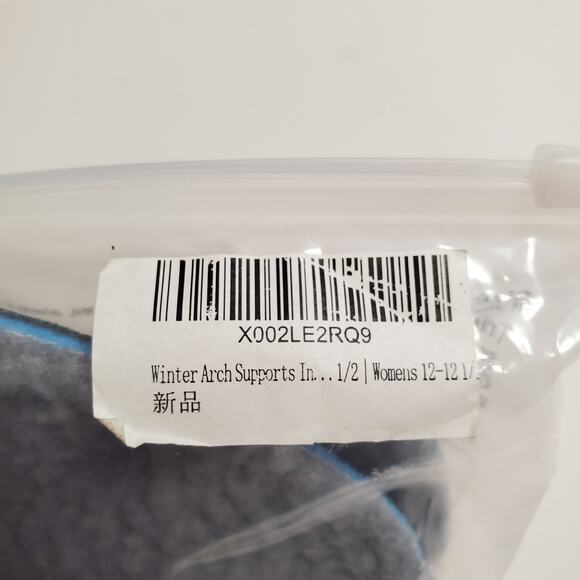 X002LE2RQ9
Winter Arch Supports In...1/2 | Womens 12-12 1/
新品